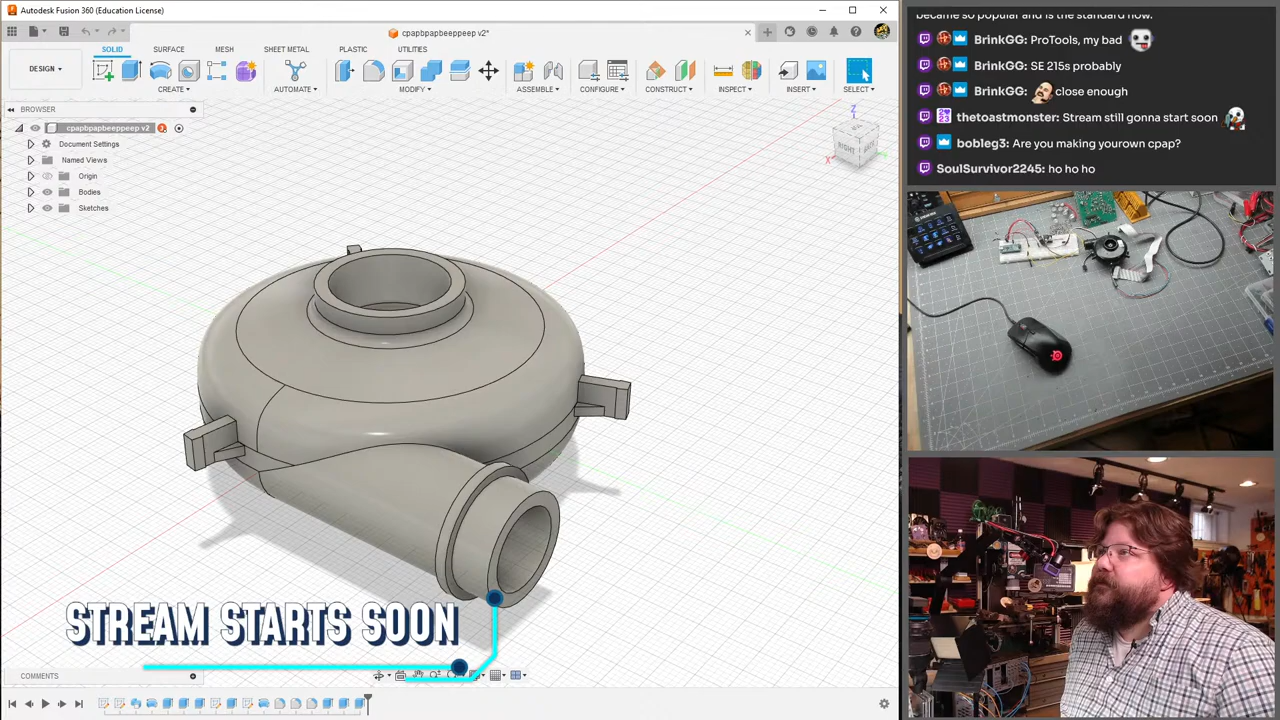 Autodesk Fusion 360 (Education License)
cpapbpapbeeppeep v2*
SOLID SURFACE MESH SHEET METAL PLASTIC UTILITIES
DESIGN
CREATE AUTOMATE MODIFY ASSEMBLE CONFIGURE CONSTRUCT INSPECT INSERT SELECT
BROWSER
cpapbpapbeeppeep v2
Document Settings
Named Views
Origin
Bodies
Sketches
Z
RIGHT
X
STREAM STARTS SOON
COMMENTS
became so popular and is the standard now.
BrinkGG: ProTools, my bad
BrinkGG: SE 215s probably
BrinkGG: close enough
thetoastmonster: Stream still gonna start soon
bobleg3: Are you making yourown cpap?
SoulSurvivor2245: ho ho ho